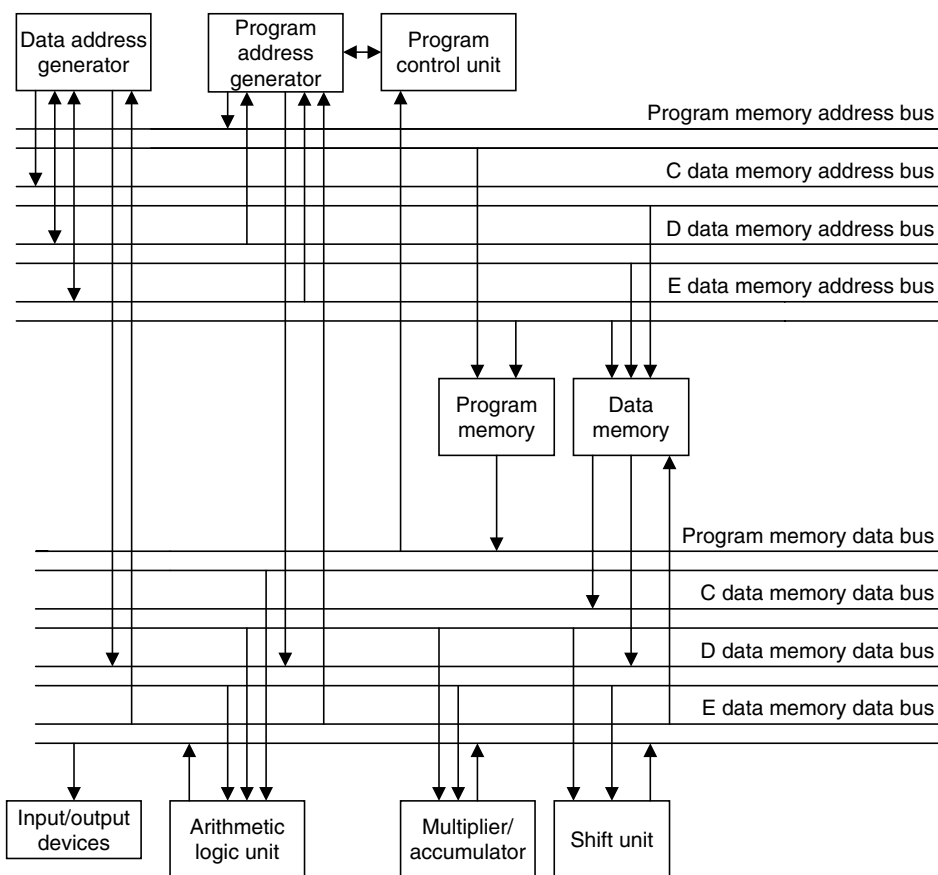 Data address
generator
Program
address
generator
Program
control unit
Program memory address bus
C data memory address bus
D data memory address bus
E data memory address bus
Program
memory
Data
memory
Program memory data bus
C data memory data bus
D data memory data bus
E data memory data bus
Input/output
devices
Arithmetic
logic unit
Multiplier/
accumulator
Shift unit